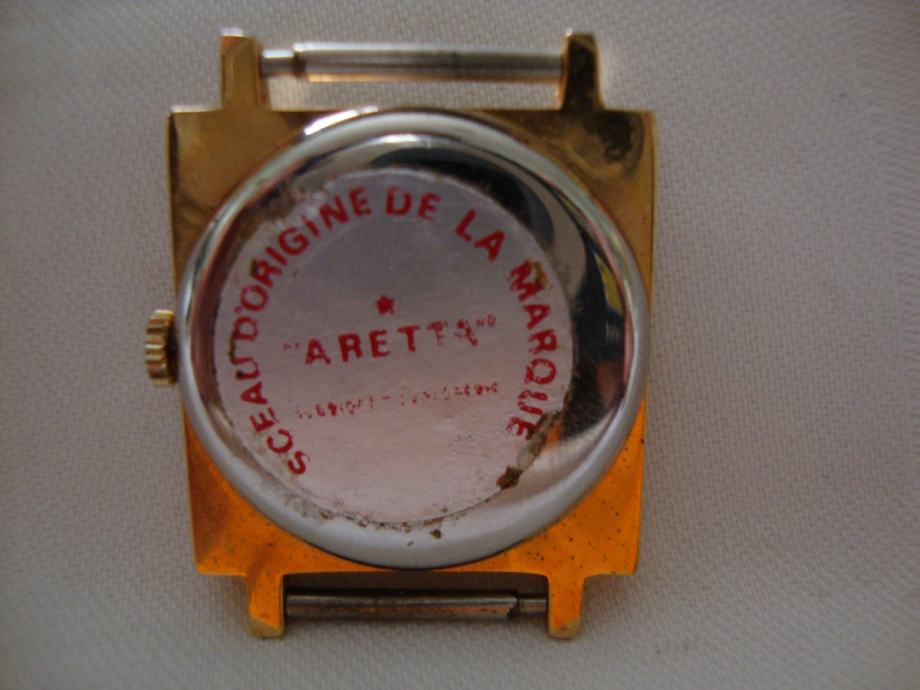 SCEAU D'ORIGINE DE LA MARQUE
"ARETTA"